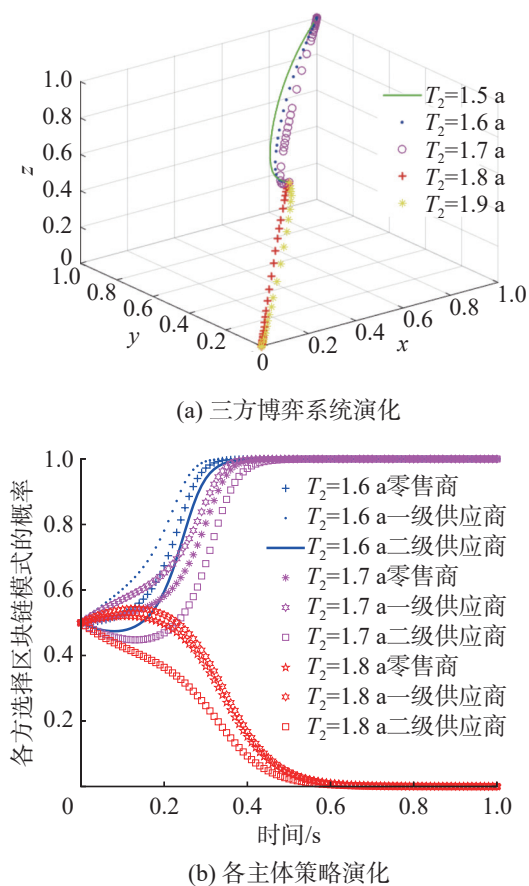 1.0
0.8
0.6
0.4
0.2
0
z
1.0
0.8
0.6
0.4
0.2
0
y
0.2
0.4
0.6
0.8
1.0
x
T₂=1.5 a
T₂=1.6 a
T₂=1.7 a
T₂=1.8 a
T₂=1.9 a
(a) 三方博弈系统演化
各方选择区块链模式的概率
1.0
0.8
0.6
0.4
0.2
T₂=1.6 a零售商
T₂=1.6 a一级供应商
T₂=1.6 a二级供应商
T₂=1.7 a零售商
T₂=1.7 a一级供应商
T₂=1.7 a二级供应商
T₂=1.8 a零售商
T₂=1.8 a一级供应商
T₂=1.8 a二级供应商
0 0.2 0.4 0.6 0.8 1.0
时间/s
(b) 各主体策略演化